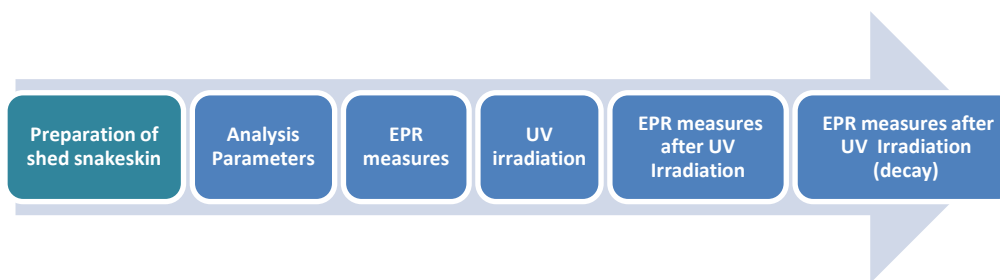 Preparation of
shed snakeskin
Analysis
Parameters
EPR
measures
UV
irradiation
EPR measures
after UV
Irradiation
EPR measures after
UV Irradiation
(decay)